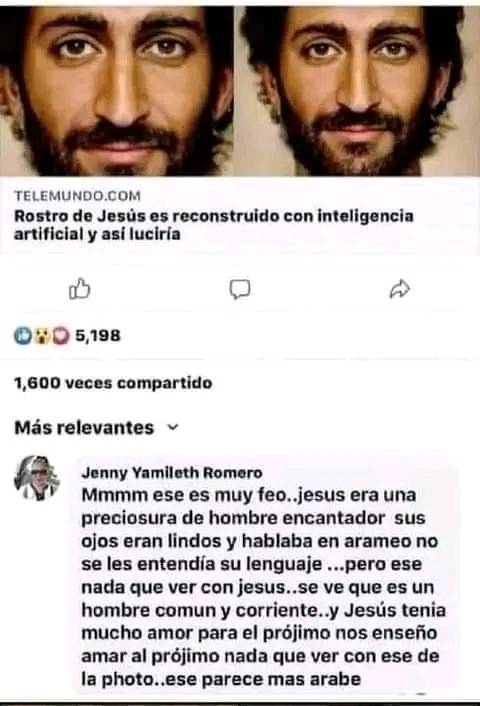 TELEMUNDO.COM
Rostro de Jesús es reconstruido con inteligencia
artificial y así luciría
5,198
1,600 veces compartido
Más relevantes
Jenny Yamileth Romero
Mmmm ese es muy feo..jesus era una
preciosura de hombre encantador sus
ojos eran lindos y hablaba en arameo no
se les entendía su lenguaje ...pero ese
nada que ver con jesus..se ve que es un
hombre comun y corriente..y Jesús tenia
mucho amor para el prójimo nos enseño
amar al prójimo nada que ver con ese de
la photo..ese parece mas arabe